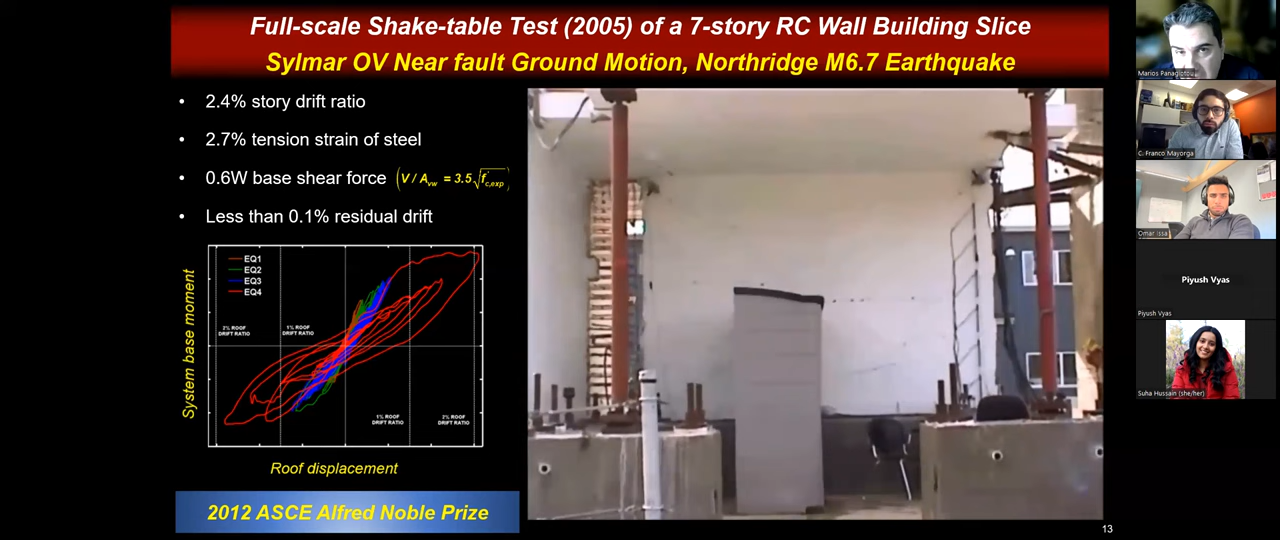 Full-scale Shake-table Test (2005) of a 7-story RC Wall Building Slice
Sylmar OV Near fault Ground Motion, Northridge M6.7 Earthquake
• 2.4% story drift ratio
• 2.7% tension strain of steel
• 0.6W base shear force (V / Avw = 3.5√f'c,exp)
• Less than 0.1% residual drift
EQ1
EQ2
EQ3
EQ4
2% ROOF
DRIFT RATIO
1% ROOF
DRIFT RATIO
1% ROOF
DRIFT RATIO
2% ROOF
DRIFT RATIO
System base moment
Roof displacement
2012 ASCE Alfred Noble Prize
13
Marios Panagiotou
C. Franco Mayorga
Omar Issa
Piyush Vyas
Piyush Vyas
Suha Hussain (she/her)